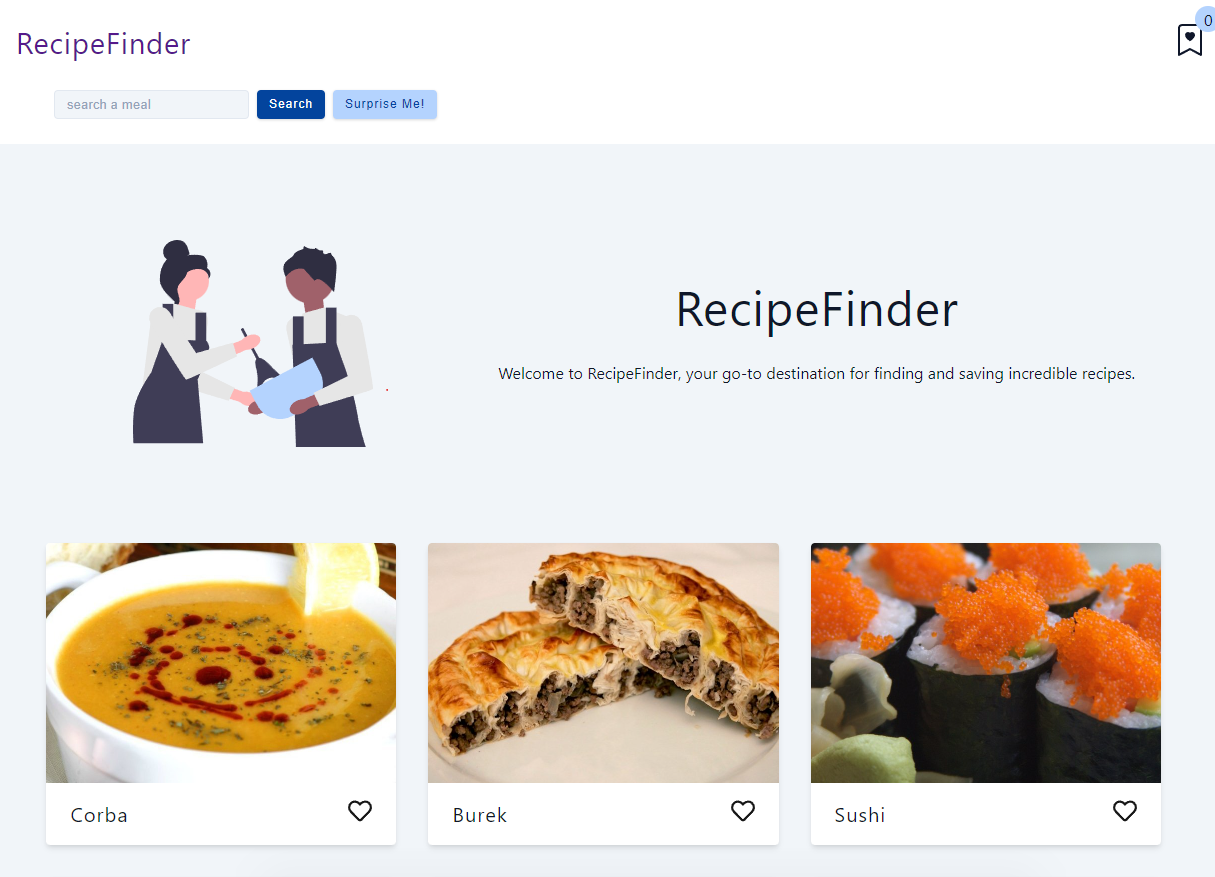 RecipeFinder
0
search a meal
Search
Surprise Me!
RecipeFinder
Welcome to RecipeFinder, your go-to destination for finding and saving incredible recipes.
Corba
Burek
Sushi